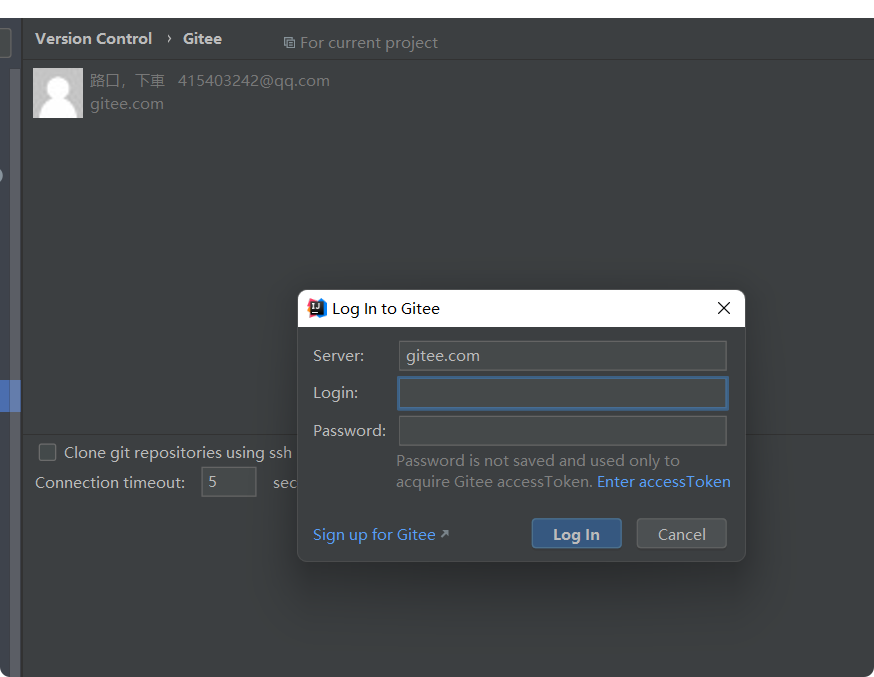 Version Control › Gitee For current project
路口，下車 415403242@qq.com
gitee.com
Log In to Gitee
Server: gitee.com
Login:
Password:
Password is not saved and used only to
acquire Gitee accessToken. Enter accessToken
Sign up for Gitee ↗ Log In Cancel
Clone git repositories using ssh
Connection timeout: 5 sec